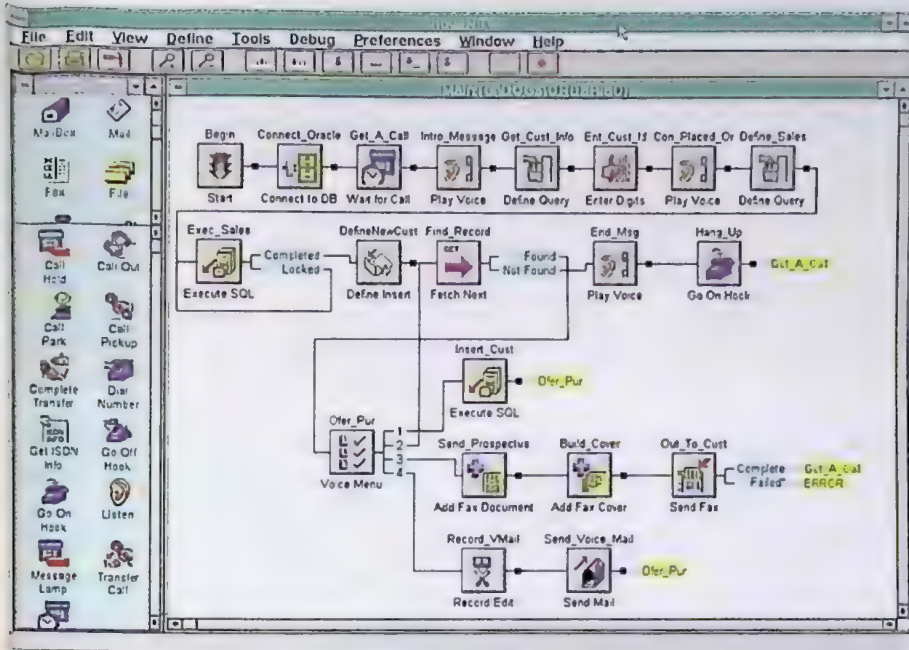 File Edit View Define Tools Debug Preferences Window Help
MailBox Mail
Fax File
Call Hold Call Out
Call Park Call Pickup
Complete Transfer Dial Number
Get ISDN Info Go Off Hook
Go On Hook Listen
Message Lamp Transfer Call
Begin Connect_Oracle Get_A_Call Intro_Message Get_Cust_Info Ent_Cust_Id Con_Placed_Or Define_Sales
Start Connect to DB Wait for Call Play Voice Define Query Enter Digits Play Voice Define Query
Exec_Sales DefineNewCust Find_Record End_Msg Hang_Up
GET
Completed Found Get_A_Call
Locked Not Found
Execute SQL Define Insert Fetch Next Play Voice Go On Hook
Insert_Cust
Ofer_Pur
Execute SQL
Ofer_Pur
1
2
3
4
Voice Menu
Send_Prospectus Build_Cover Out_To_Cust
Complete Get_A_Call
Failed ERROR
Add Fax Document Add Fax Cover Send Fax
Record_VMail Send_Voice_Mail
Ofer_Pur
Record Edit Send Mail